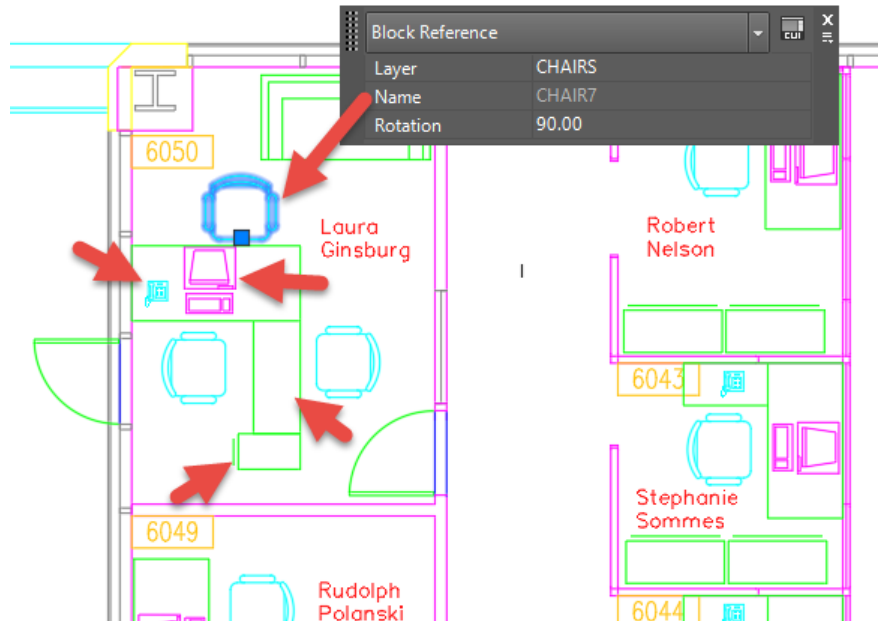 Block Reference
CUI
Layer CHAIRS
Name CHAIR7
Rotation 90.00
6050
Laura
Ginsburg
Robert
Nelson
6043
Stephanie
Sommes
6049
Rudolph
Polanski
6044